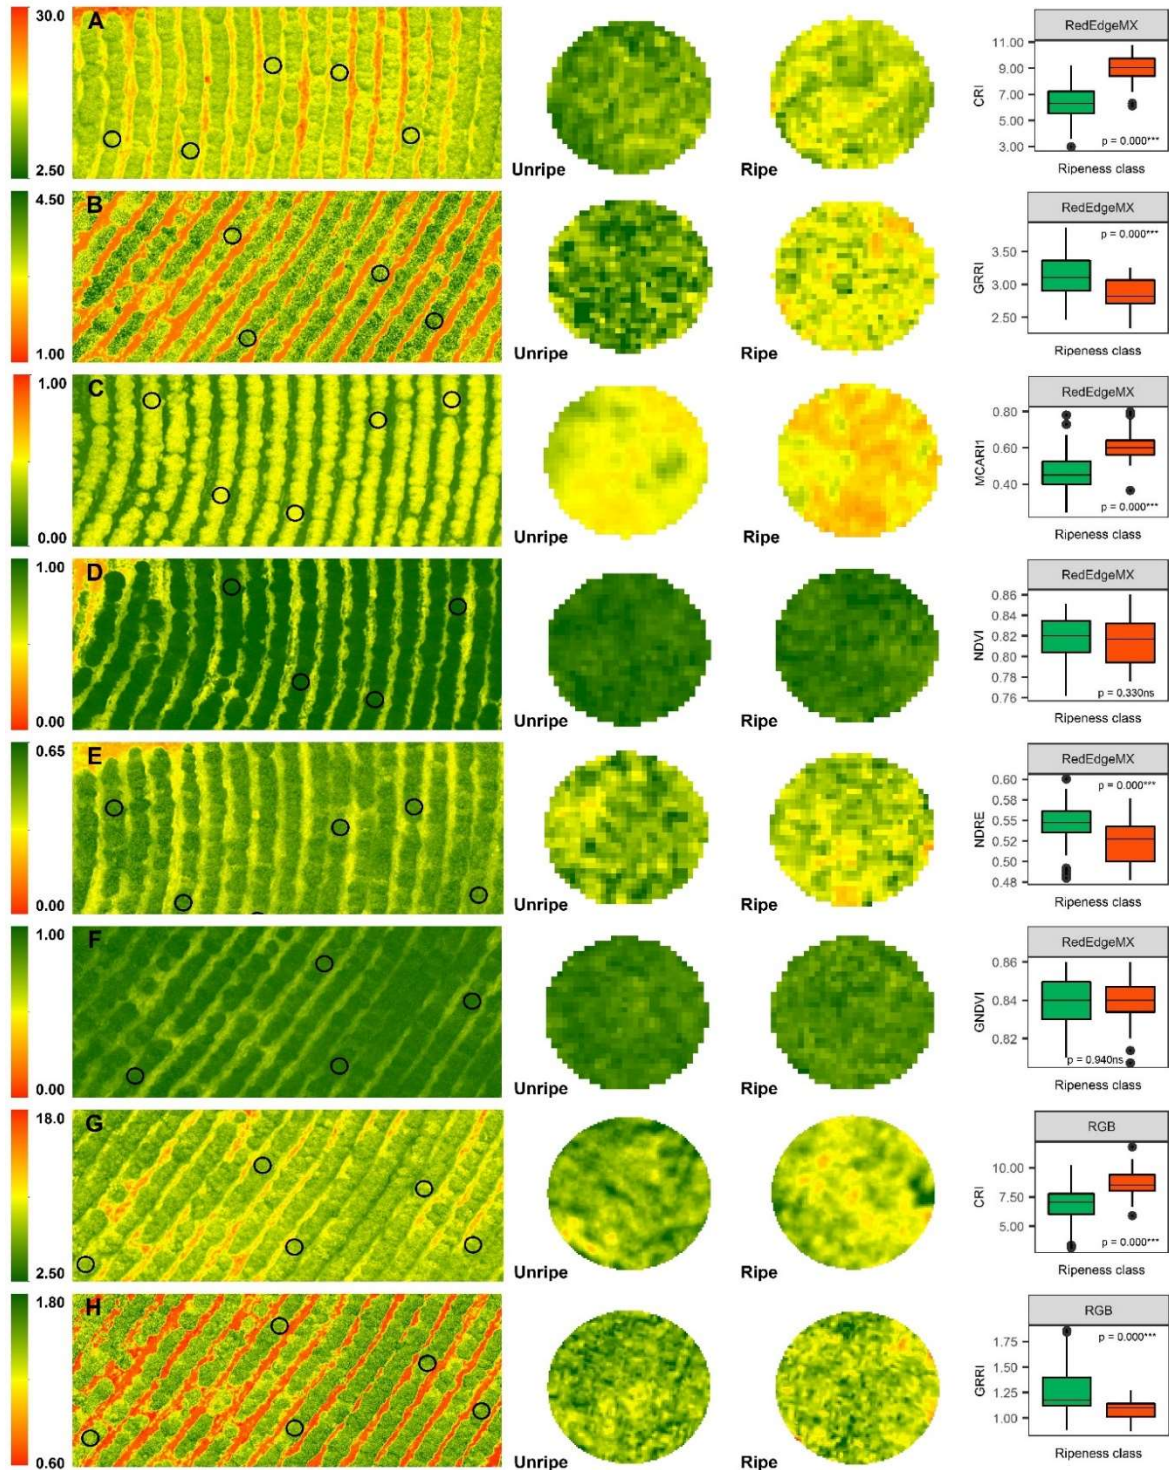 30.0
A
2.50
Unripe
Ripe
RedEdgeMX
11.00
9.00
7.00
5.00
3.00
CRI
p = 0.000***
Ripeness class
4.50
B
1.00
Unripe
Ripe
RedEdgeMX
p = 0.000***
3.50
3.00
2.50
GRRI
Ripeness class
1.00
C
0.00
Unripe
Ripe
RedEdgeMX
0.80
0.60
0.40
MCARI1
p = 0.000***
Ripeness class
1.00
D
0.00
Unripe
Ripe
RedEdgeMX
0.86
0.84
0.82
0.80
0.78
0.76
NDVI
p = 0.330ns
Ripeness class
0.65
E
0.00
Unripe
Ripe
RedEdgeMX
p = 0.000***
0.60
0.58
0.55
0.52
0.50
0.48
NDRE
Ripeness class
1.00
F
0.00
Unripe
Ripe
RedEdgeMX
0.86
0.84
0.82
GNDVI
p = 0.940ns
Ripeness class
18.0
G
2.50
Unripe
Ripe
RGB
10.00
7.50
5.00
CRI
p = 0.000***
Ripeness class
1.80
H
0.60
Unripe
Ripe
RGB
p = 0.000***
1.75
1.50
1.25
1.00
GRRI
Ripeness class